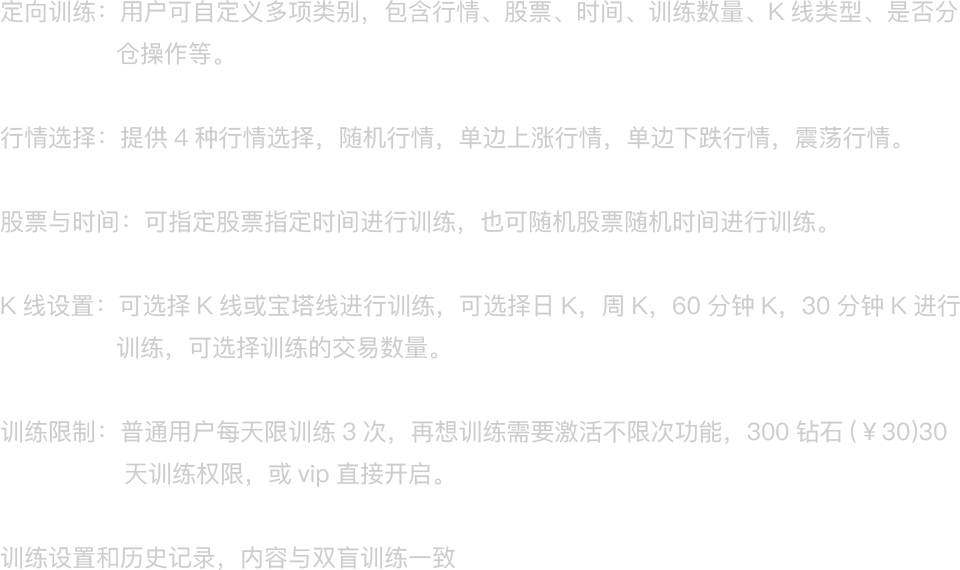 定向训练：用户可自定义多项类别，包含行情、股票、时间、训练数量、K 线类型、是否分
仓操作等。
行情选择：提供 4 种行情选择，随机行情，单边上涨行情，单边下跌行情，震荡行情。
股票与时间：可指定股票指定时间进行训练，也可随机股票随机时间进行训练。
K 线设置：可选择 K 线或宝塔线进行训练，可选择日 K，周 K，60 分钟 K，30 分钟 K 进行
训练，可选择训练的交易数量。
训练限制：普通用户每天限训练 3 次，再想训练需要激活不限次功能，300 钻石 (￥30)30
天训练权限，或 vip 直接开启。
训练设置和历史记录，内容与双盲训练一致